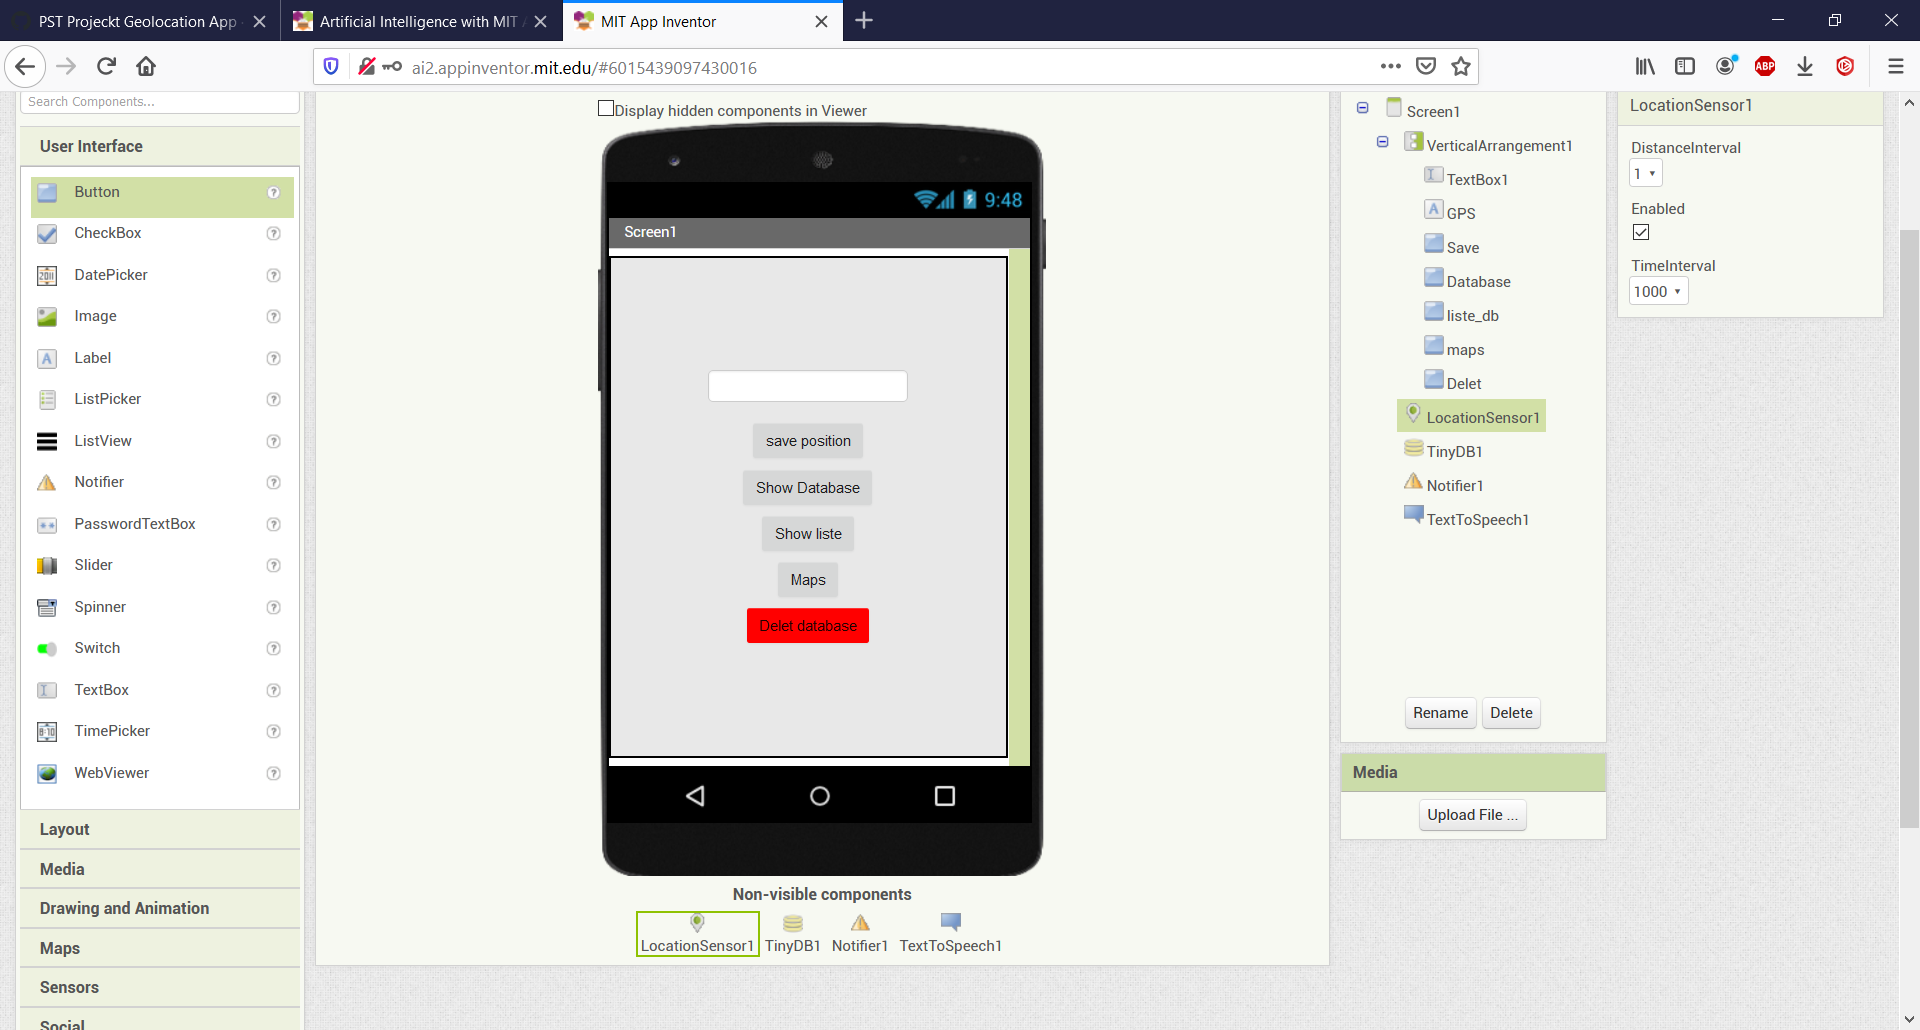 PST Projeckt Geolocation App
Artificial Intelligence with MIT
MIT App Inventor
ai2.appinventor.mit.edu/#6015439097430016
ABP
Search Components...
User Interface
Button
CheckBox
DatePicker
Image
Label
ListPicker
ListView
Notifier
PasswordTextBox
Slider
Spinner
Switch
TextBox
TimePicker
WebViewer
Layout
Media
Drawing and Animation
Maps
Sensors
Social
Display hidden components in Viewer
9:48
Screen1
save position
Show Database
Show liste
Maps
Delet database
Non-visible components
LocationSensor1
TinyDB1
Notifier1
TextToSpeech1
Screen1
VerticalArrangement1
TextBox1
GPS
Save
Database
liste_db
maps
Delet
LocationSensor1
TinyDB1
Notifier1
TextToSpeech1
Rename
Delete
Media
Upload File ...
LocationSensor1
DistanceInterval
1
Enabled
TimeInterval
1000